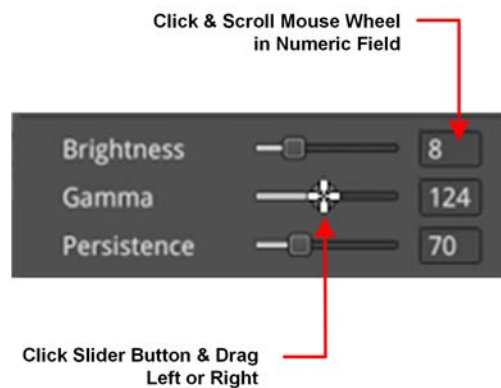 Click & Scroll Mouse Wheel
in Numeric Field
Brightness 8
Gamma 124
Persistence 70
Click Slider Button & Drag
Left or Right